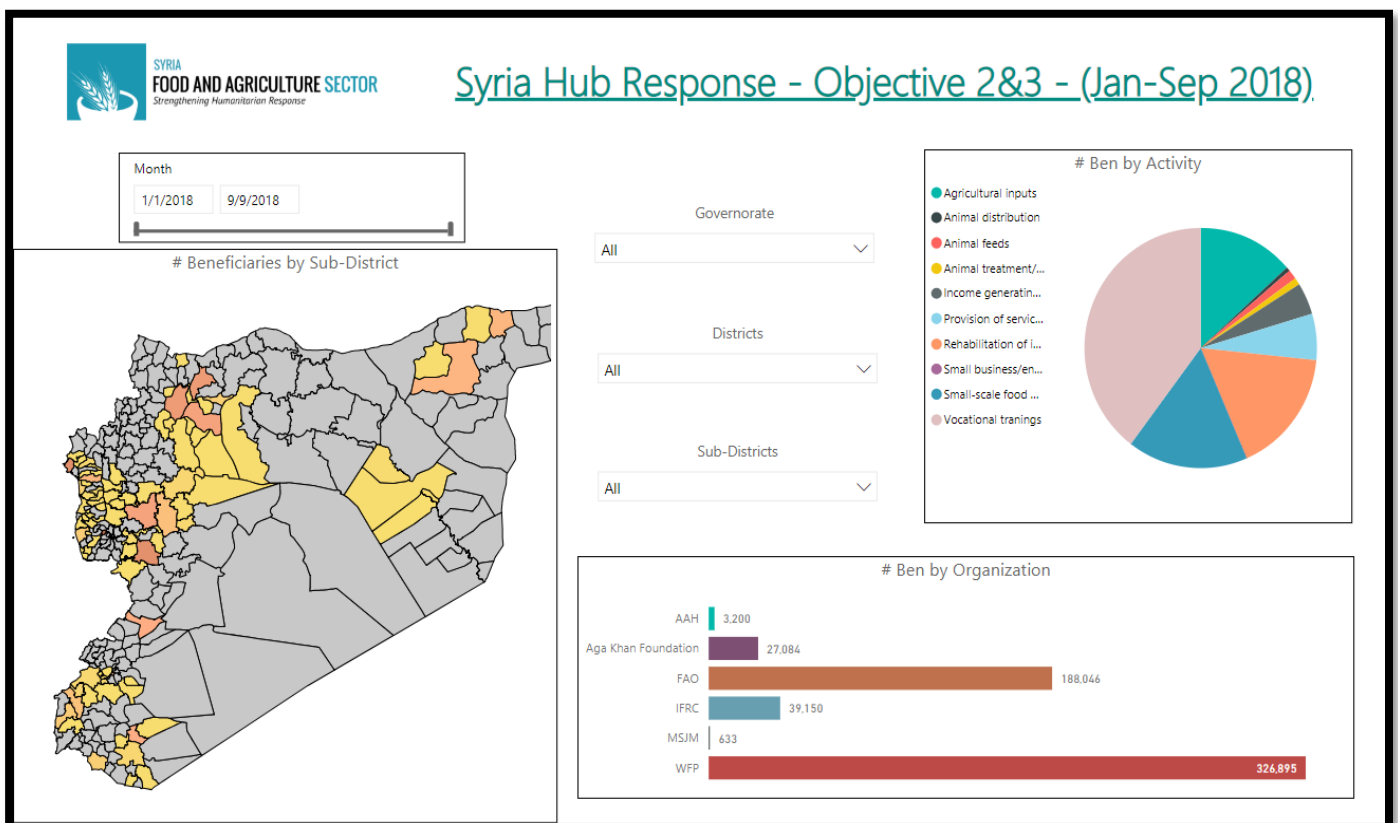 SYRIA
FOOD AND AGRICULTURE SECTOR
Strengthening Humanitarian Response
Syria Hub Response - Objective 2&3 - (Jan-Sep 2018)
Month
1/1/2018 9/9/2018
# Beneficiaries by Sub-District
Governorate
All
Districts
All
Sub-Districts
All
# Ben by Activity
Agricultural inputs
Animal distribution
Animal feeds
Animal treatment/...
Income generatin...
Provision of servic...
Rehabilitation of i...
Small business/en...
Small-scale food ...
Vocational tranings
# Ben by Organization
AAH 3,200
Aga Khan Foundation 27,084
FAO 188,046
IFRC 39,150
MSJM 633
WFP 326,895